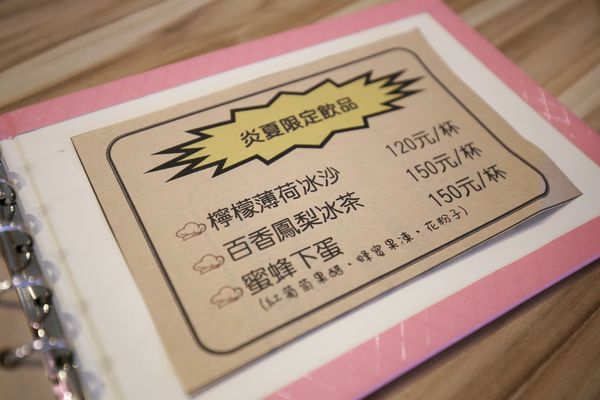 炎夏限定飲品
檸檬薄荷冰沙 120元/杯
百香鳳梨冰茶 150元/杯
蜜蜂下蛋 150元/杯
(紅葡萄果醋、蜂蜜果凍、花粉子)